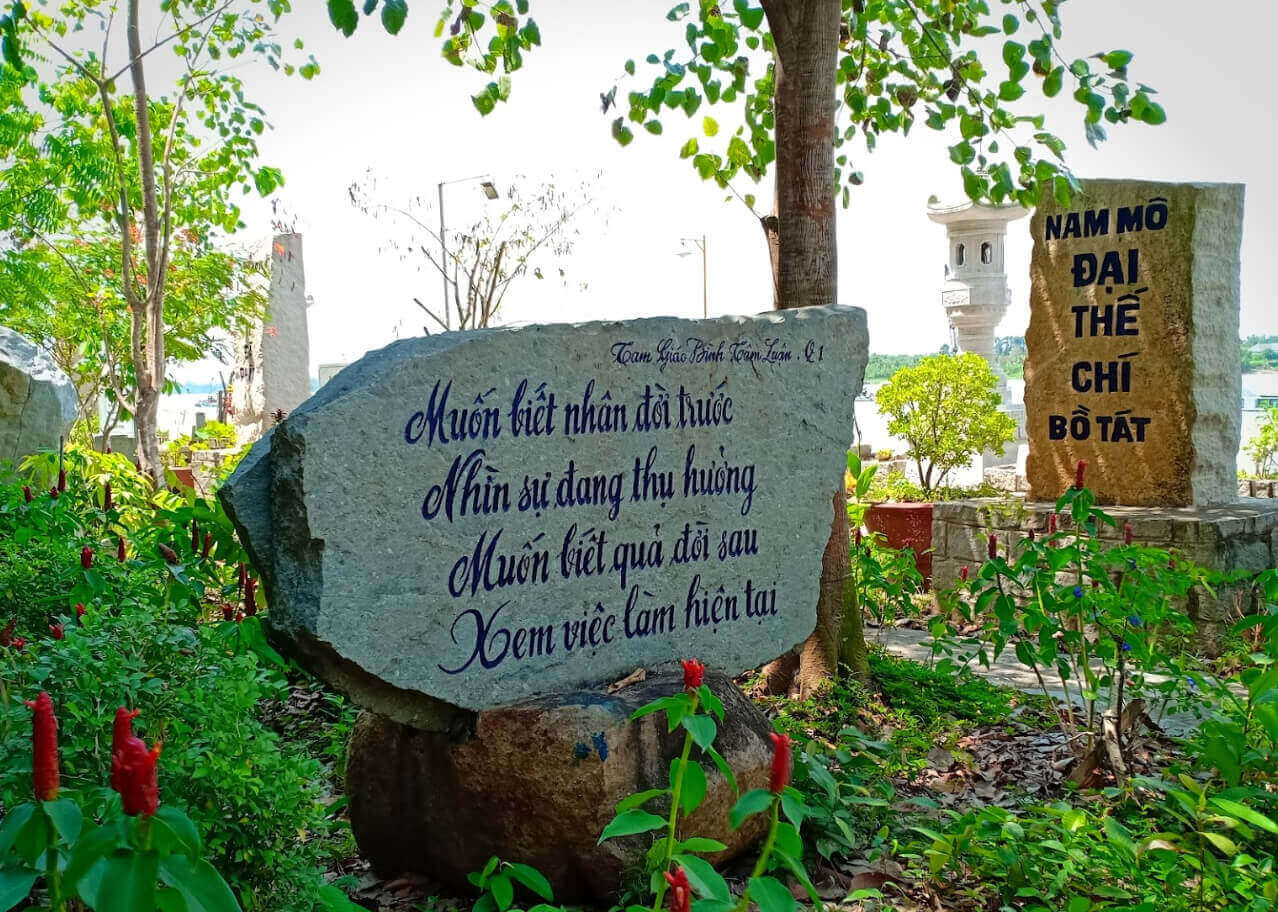 Tam Giáo Bình Tâm Luận . Q 1
Muốn biết nhân đời trước
Nhìn sự đang thụ hưởng
Muốn biết quả đời sau
Xem việc làm hiện tại
NAM MÔ
ĐẠI
THẾ
CHÍ
BỒ TÁT